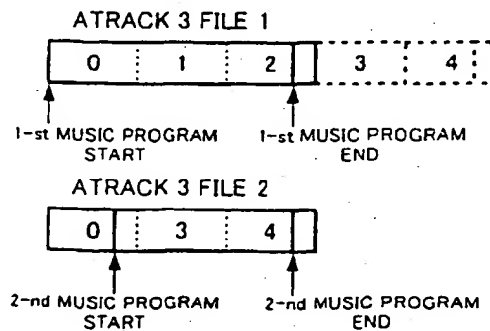 ATRACK 3 FILE 1
0 1 2 3 4
1-st MUSIC PROGRAM START
1-st MUSIC PROGRAM END
ATRACK 3 FILE 2
0 3 4
2-nd MUSIC PROGRAM START
2-nd MUSIC PROGRAM END